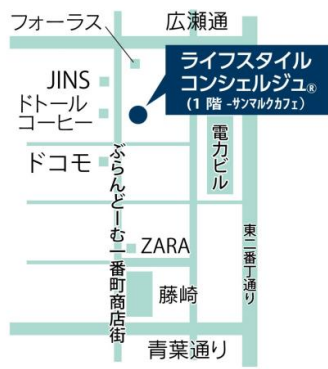 フォーラス
広瀬通
ライフスタイル
コンシェルジュ®
(1階-サンマルクカフェ)
JINS
ドトール
コーヒー
電力ビル
ドコモ
ぶらんどーむ一番町商店街
ZARA
東二番丁通り
藤崎
青葉通り